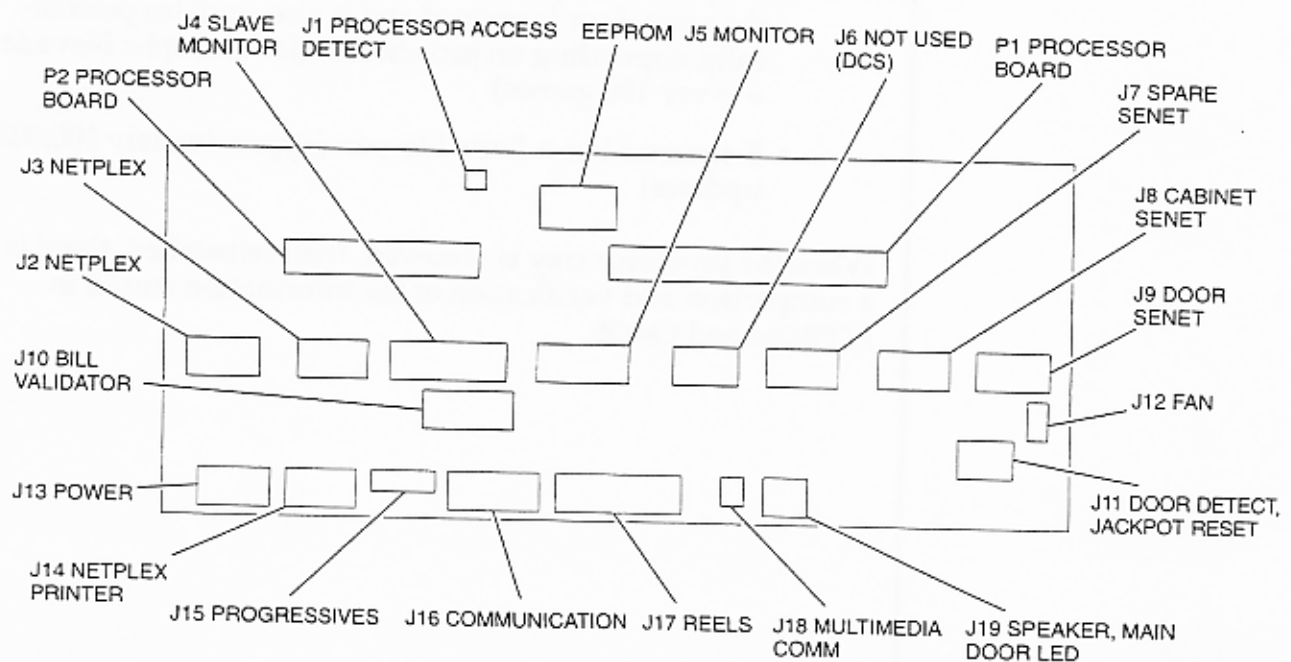 J4 SLAVE
MONITOR
J1 PROCESSOR ACCESS
DETECT
EEPROM
J5 MONITOR
J6 NOT USED
(DCS)
P1 PROCESSOR
BOARD
P2 PROCESSOR
BOARD
J7 SPARE
SENET
J3 NETPLEX
J8 CABINET
SENET
J2 NETPLEX
J9 DOOR
SENET
J10 BILL
VALIDATOR
J12 FAN
J13 POWER
J11 DOOR DETECT,
JACKPOT RESET
J14 NETPLEX
PRINTER
J15 PROGRESSIVES
J16 COMMUNICATION
J17 REELS
J18 MULTIMEDIA
COMM
J19 SPEAKER, MAIN
DOOR LED